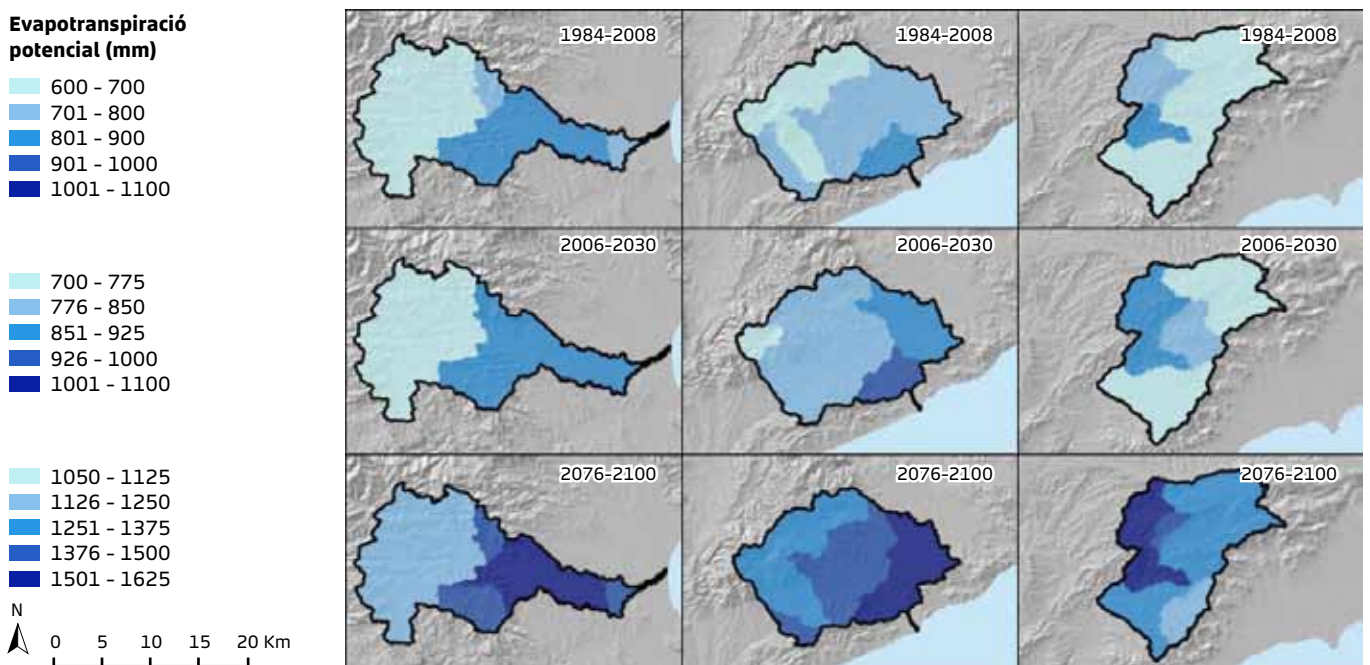 Evapotranspiració
potencial (mm)
600 - 700
701 - 800
801 - 900
901 - 1000
1001 - 1100
700 - 775
776 - 850
851 - 925
926 - 1000
1001 - 1100
1050 - 1125
1126 - 1250
1251 - 1375
1376 - 1500
1501 - 1625
N
0 5 10 15 20 Km
1984-2008
1984-2008
1984-2008
2006-2030
2006-2030
2006-2030
2076-2100
2076-2100
2076-2100